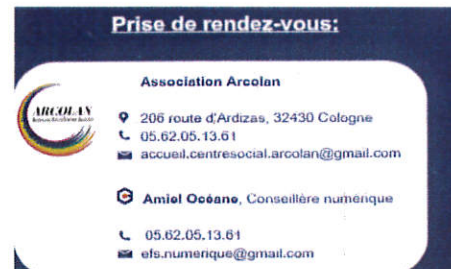 Prise de rendez-vous:
Association Arcolan
ARCOLAN
206 route d'Ardizas, 32430 Cologne
05.62.05.13.61
accueil.centresocial.arcolan@gmail.com
Amiel Océane, Conseillère numérique
05.62.05.13.61
efs.numerique@gmail.com